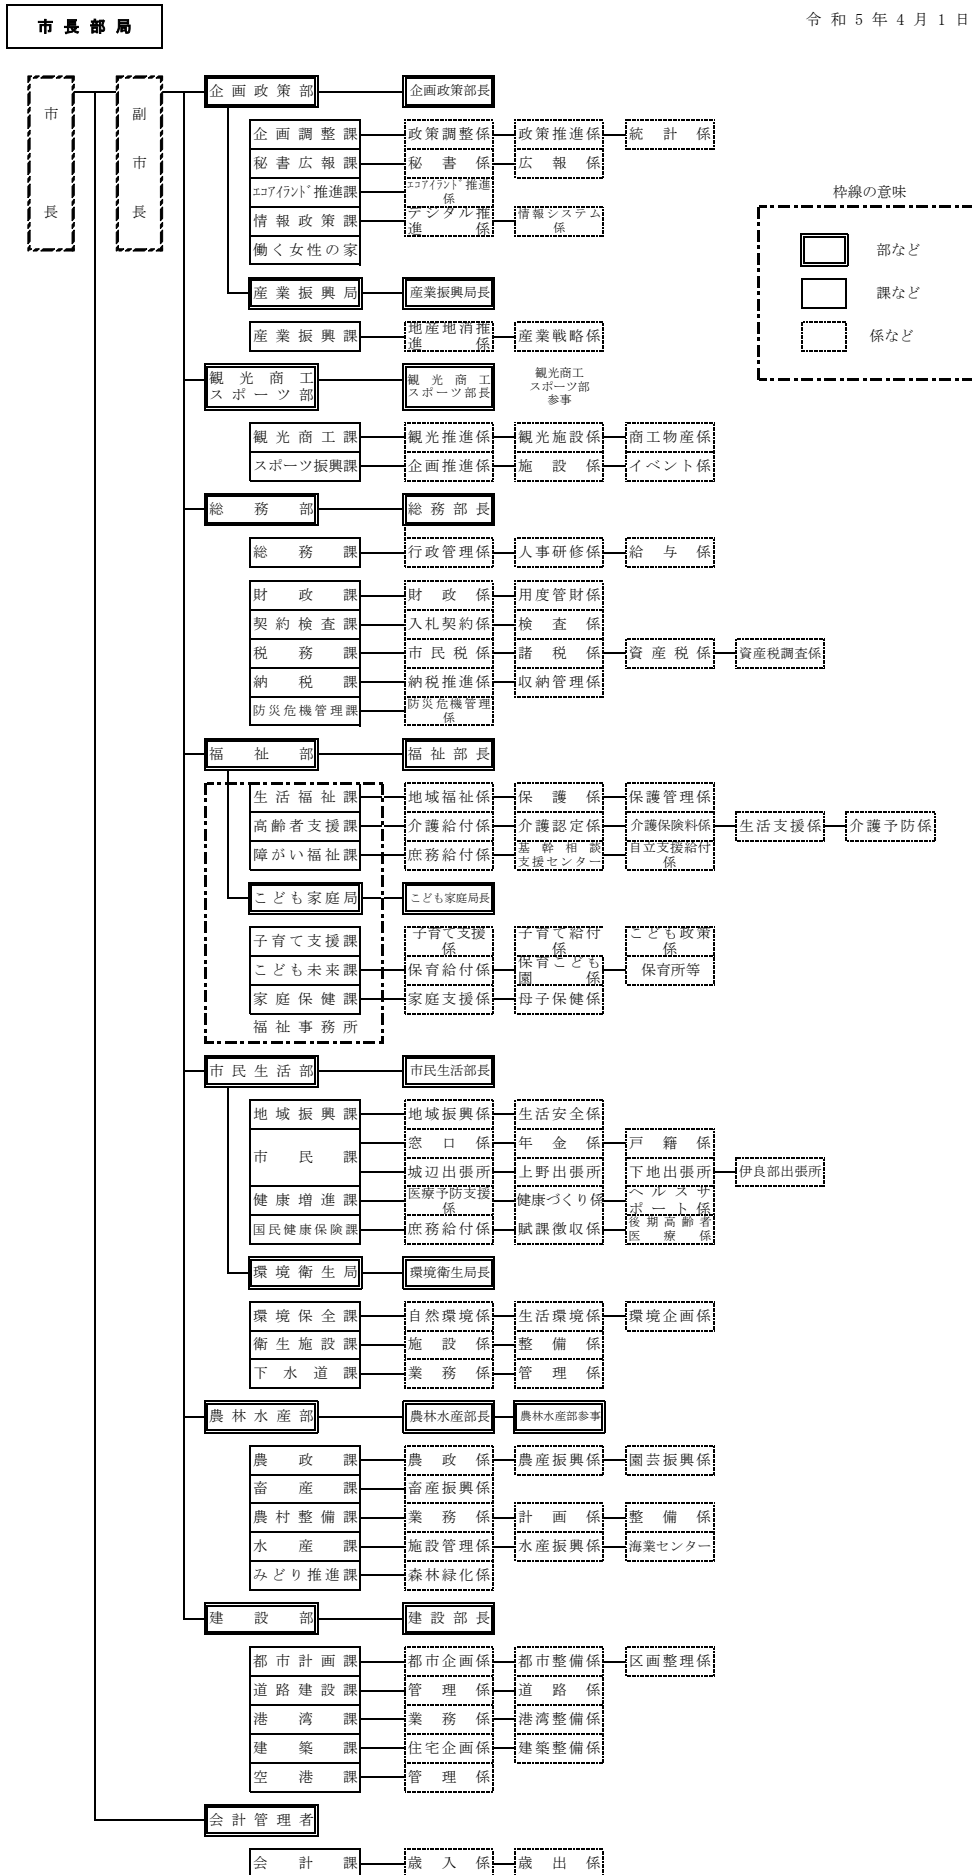 市長部局
令和5年4月1日
市長
副市長
企画政策部 企画政策部長
企画調整課 政策調整係 政策推進係 統計係
秘書広報課 秘書係 広報係
エコアイランド推進課 エコアイランド推進係
情報政策課 デジタル推進係 情報システム係
働く女性の家
枠線の意味
部など
課など
係など
産業振興局 産業振興局長
産業振興課 地産地消推進係 産業戦略係
観光商工スポーツ部 観光商工スポーツ部長 観光商工スポーツ部参事
観光商工課 観光推進係 観光施設係 商工物産係
スポーツ振興課 企画推進係 施設係 イベント係
総務部 総務部長
総務課 行政管理係 人事研修係 給与係
財政課 財政係 用度管財係
契約検査課 入札契約係 検査係
税務課 市民税係 諸税係 資産税係 資産税調査係
納税課 納税推進係 収納管理係
防災危機管理課 防災危機管理係
福祉部 福祉部長
生活福祉課 地域福祉係 保護係 保護管理係
高齢者支援課 介護給付係 介護認定係 介護保険料係 生活支援係 介護予防係
障がい福祉課 庶務給付係 基幹相談支援センター 自立支援給付係
こども家庭局 こども家庭局長
子育て支援課 子育て支援係 子育て給付係 こども政策係
こども未来課 保育給付係 保育こども園係 保育所等
家庭保健課 家庭支援係 母子保健係
福祉事務所
市民生活部 市民生活部長
地域振興課 地域振興係 生活安全係
市民課 窓口係 年金係 戸籍係
城辺出張所 上野出張所 下地出張所 伊良部出張所
健康増進課 医療予防支援係 健康づくり係 ヘルスサポート係
国民健康保険課 庶務給付係 賦課徴収係 後期高齢者医療係
環境衛生局 環境衛生局長
環境保全課 自然環境係 生活環境係 環境企画係
衛生施設課 施設係 整備係
下水道課 業務係 管理係
農林水産部 農林水産部長 農林水産部参事
農政課 農政係 農産振興係 園芸振興係
畜産課 畜産振興係
農村整備課 業務係 計画係 整備係
水産課 施設管理係 水産振興係 海業センター
みどり推進課 森林緑化係
建設部 建設部長
都市計画課 都市企画係 都市整備係 区画整理係
道路建設課 管理係 道路係
港湾課 業務係 港湾整備係
建築課 住宅企画係 建築整備係
空港課 管理係
会計管理者
会計課 歳入係 歳出係